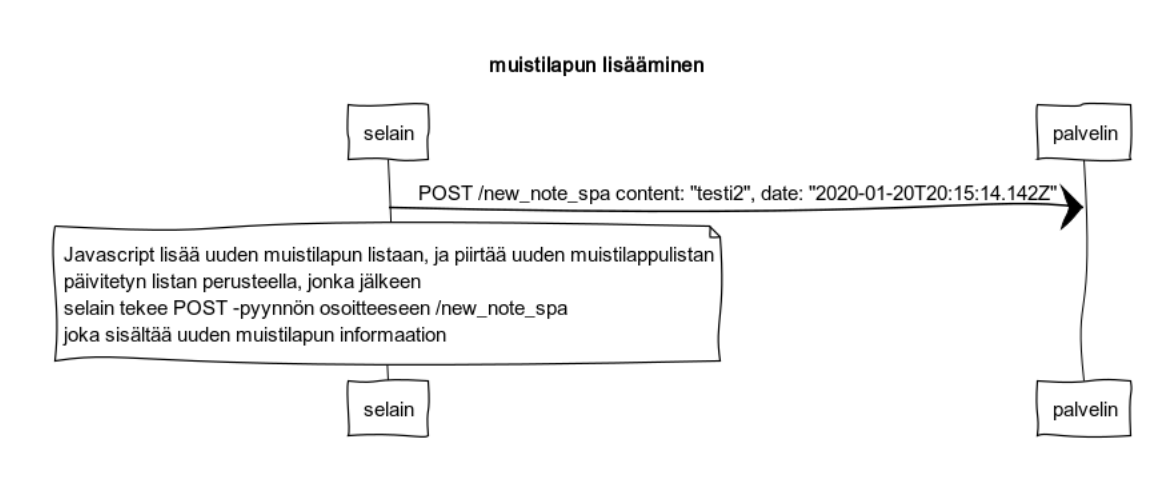 muistilapun lisääminen
selain
palvelin
POST /new_note_spa content: "testi2", date: "2020-01-20T20:15:14.142Z"
Javascript lisää uuden muistilapun listaan, ja piirtää uuden muistilappulistan
päivitetyn listan perusteella, jonka jälkeen
selain tekee POST -pyynnön osoitteeseen /new_note_spa
joka sisältää uuden muistilapun informaation
selain
palvelin